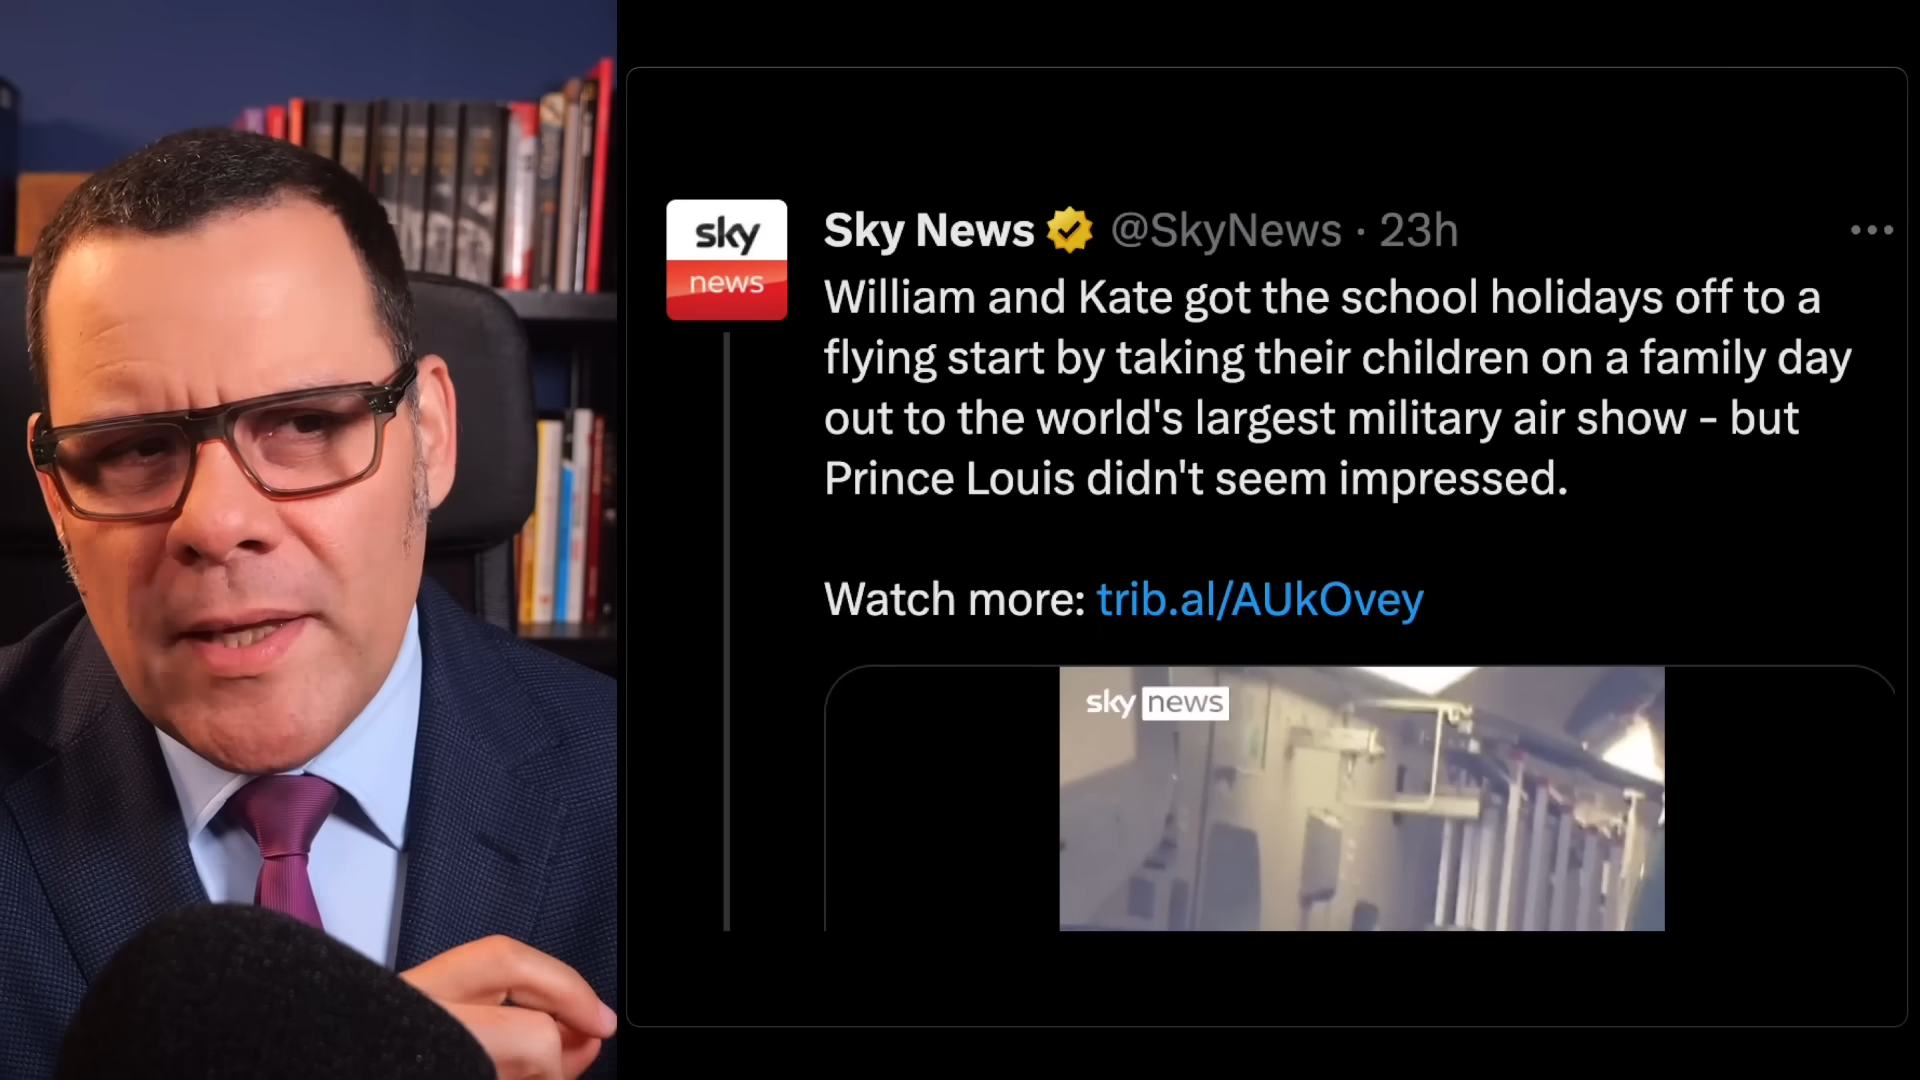 sky
news
Sky News @SkyNews · 23h
William and Kate got the school holidays off to a
flying start by taking their children on a family day
out to the world's largest military air show - but
Prince Louis didn't seem impressed.
Watch more: trib.al/AUkOvey
sky news